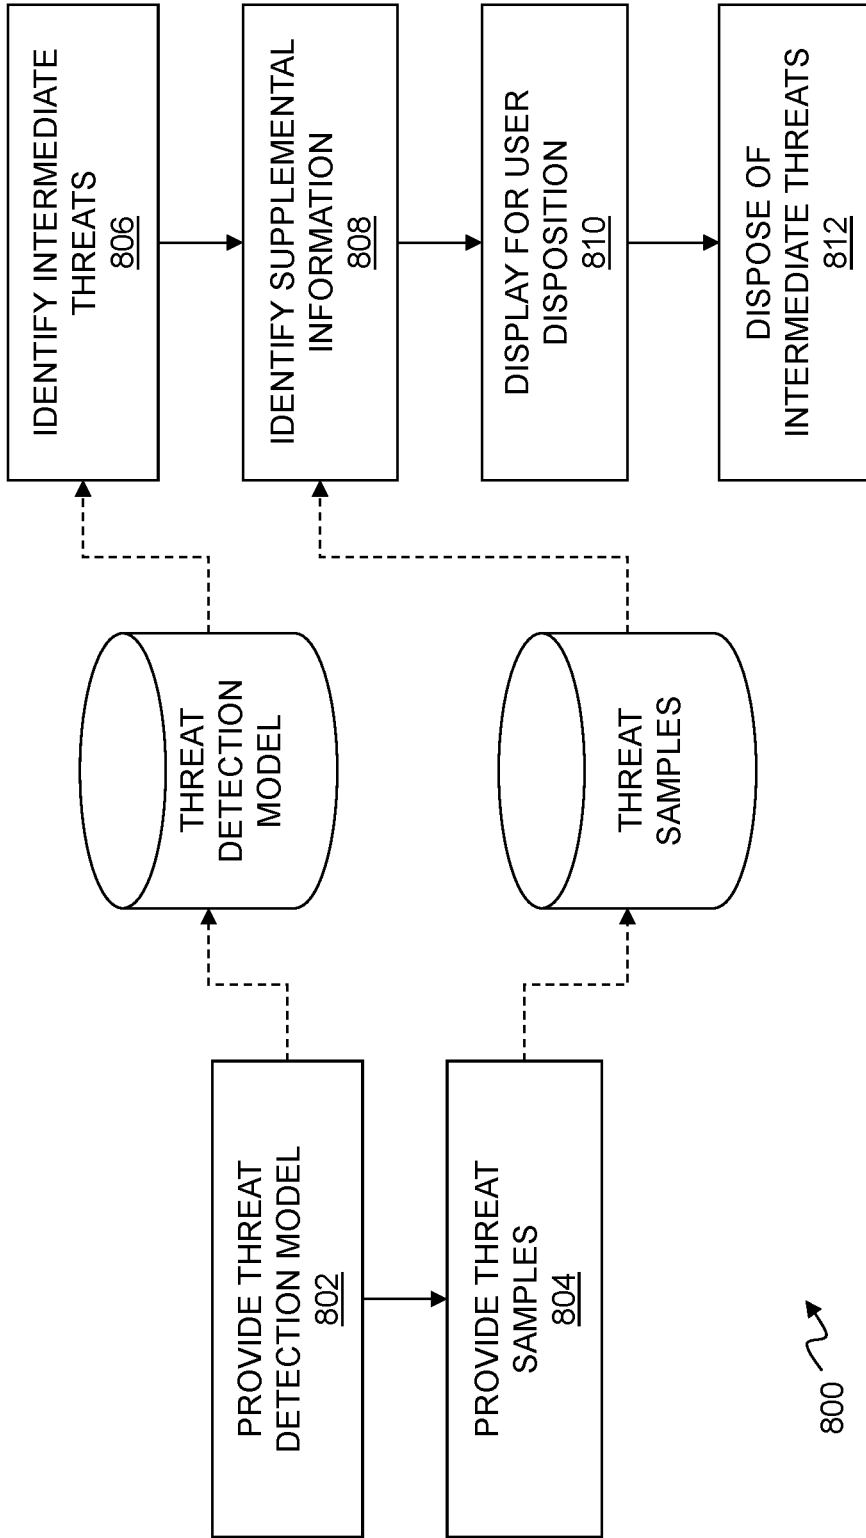 PROVIDE THREAT
DETECTION MODEL
802
PROVIDE THREAT
SAMPLES
804
THREAT
DETECTION
MODEL
THREAT
SAMPLES
IDENTIFY INTERMEDIATE
THREATS
806
IDENTIFY SUPPLEMENTAL
INFORMATION
808
DISPLAY FOR USER
DISPOSITION
810
DISPOSE OF
INTERMEDIATE THREATS
812
800